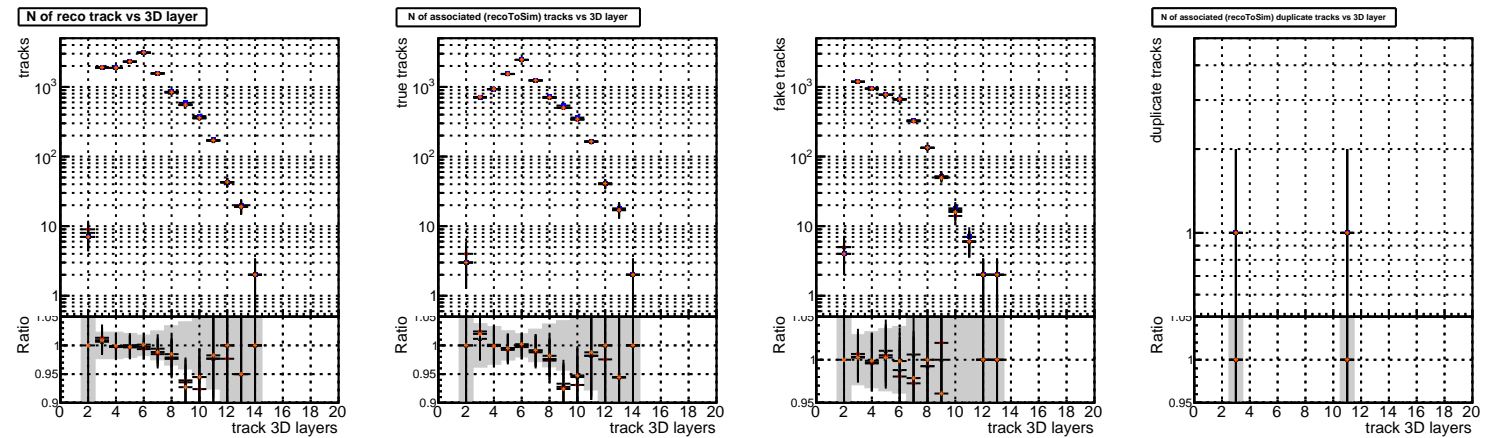 N of reco track vs 3D layer
tracks
10³
10²
10
1
Ratio
1.05
1
0.95
0.9
0 2 4 6 8 10 12 14 16 18 20
track 3D layers
N of associated (recoToSim) tracks vs 3D layer
true tracks
10³
10²
10
1
Ratio
1.05
1
0.95
0.9
0 2 4 6 8 10 12 14 16 18 20
track 3D layers
fake tracks
10³
10²
10
1
Ratio
1.05
1
0.95
0 2 4 6 8 10 12 14 16 18 20
track 3D layers
N of associated (recoToSim) duplicate tracks vs 3D layer
duplicate tracks
1
Ratio
1.05
1
0.95
0 2 4 6 8 10 12 14 16 18 20
track 3D layers